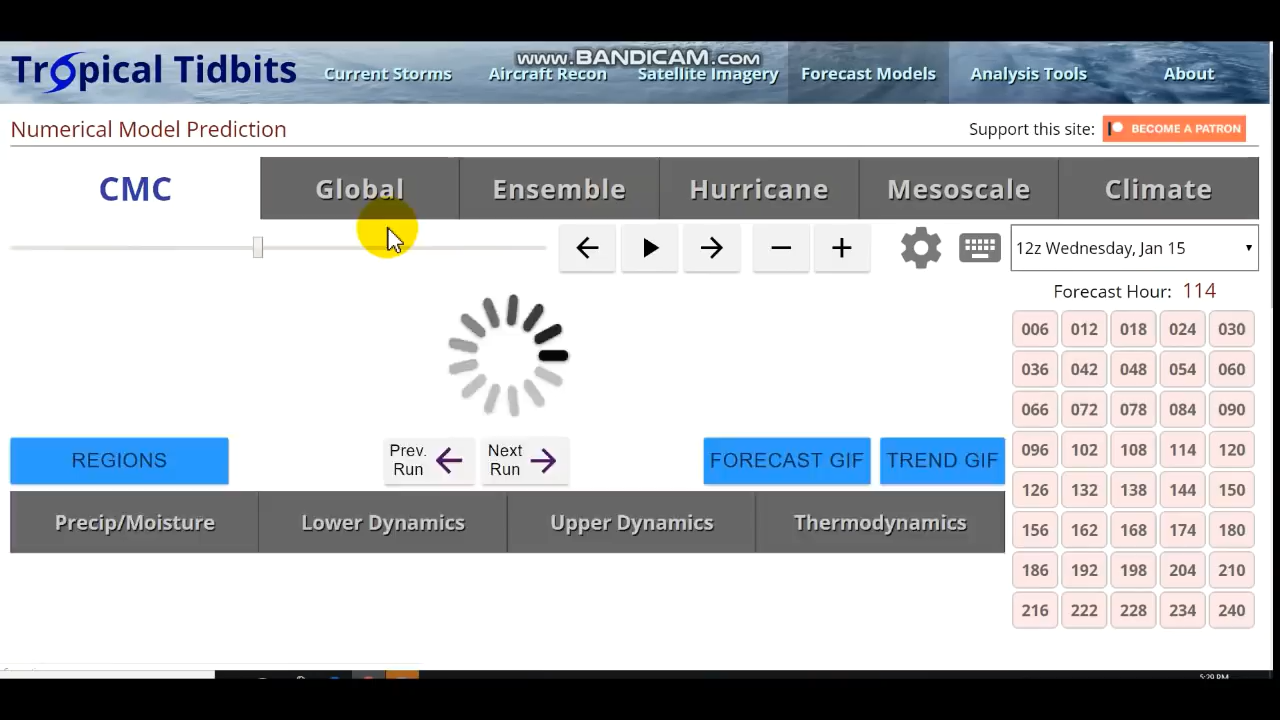 www.BANDICAM.com
Tropical Tidbits
Current Storms Aircraft Recon Satellite Imagery Forecast Models Analysis Tools About
Numerical Model Prediction
Support this site: BECOME A PATRON
CMC Global Ensemble Hurricane Mesoscale Climate
12z Wednesday, Jan 15
Forecast Hour: 114
006 012 018 024 030
036 042 048 054 060
066 072 078 084 090
096 102 108 114 120
126 132 138 144 150
156 162 168 174 180
186 192 198 204 210
216 222 228 234 240
REGIONS
Prev. Run
Next Run
FORECAST GIF
TREND GIF
Precip/Moisture Lower Dynamics Upper Dynamics Thermodynamics
5:29 PM